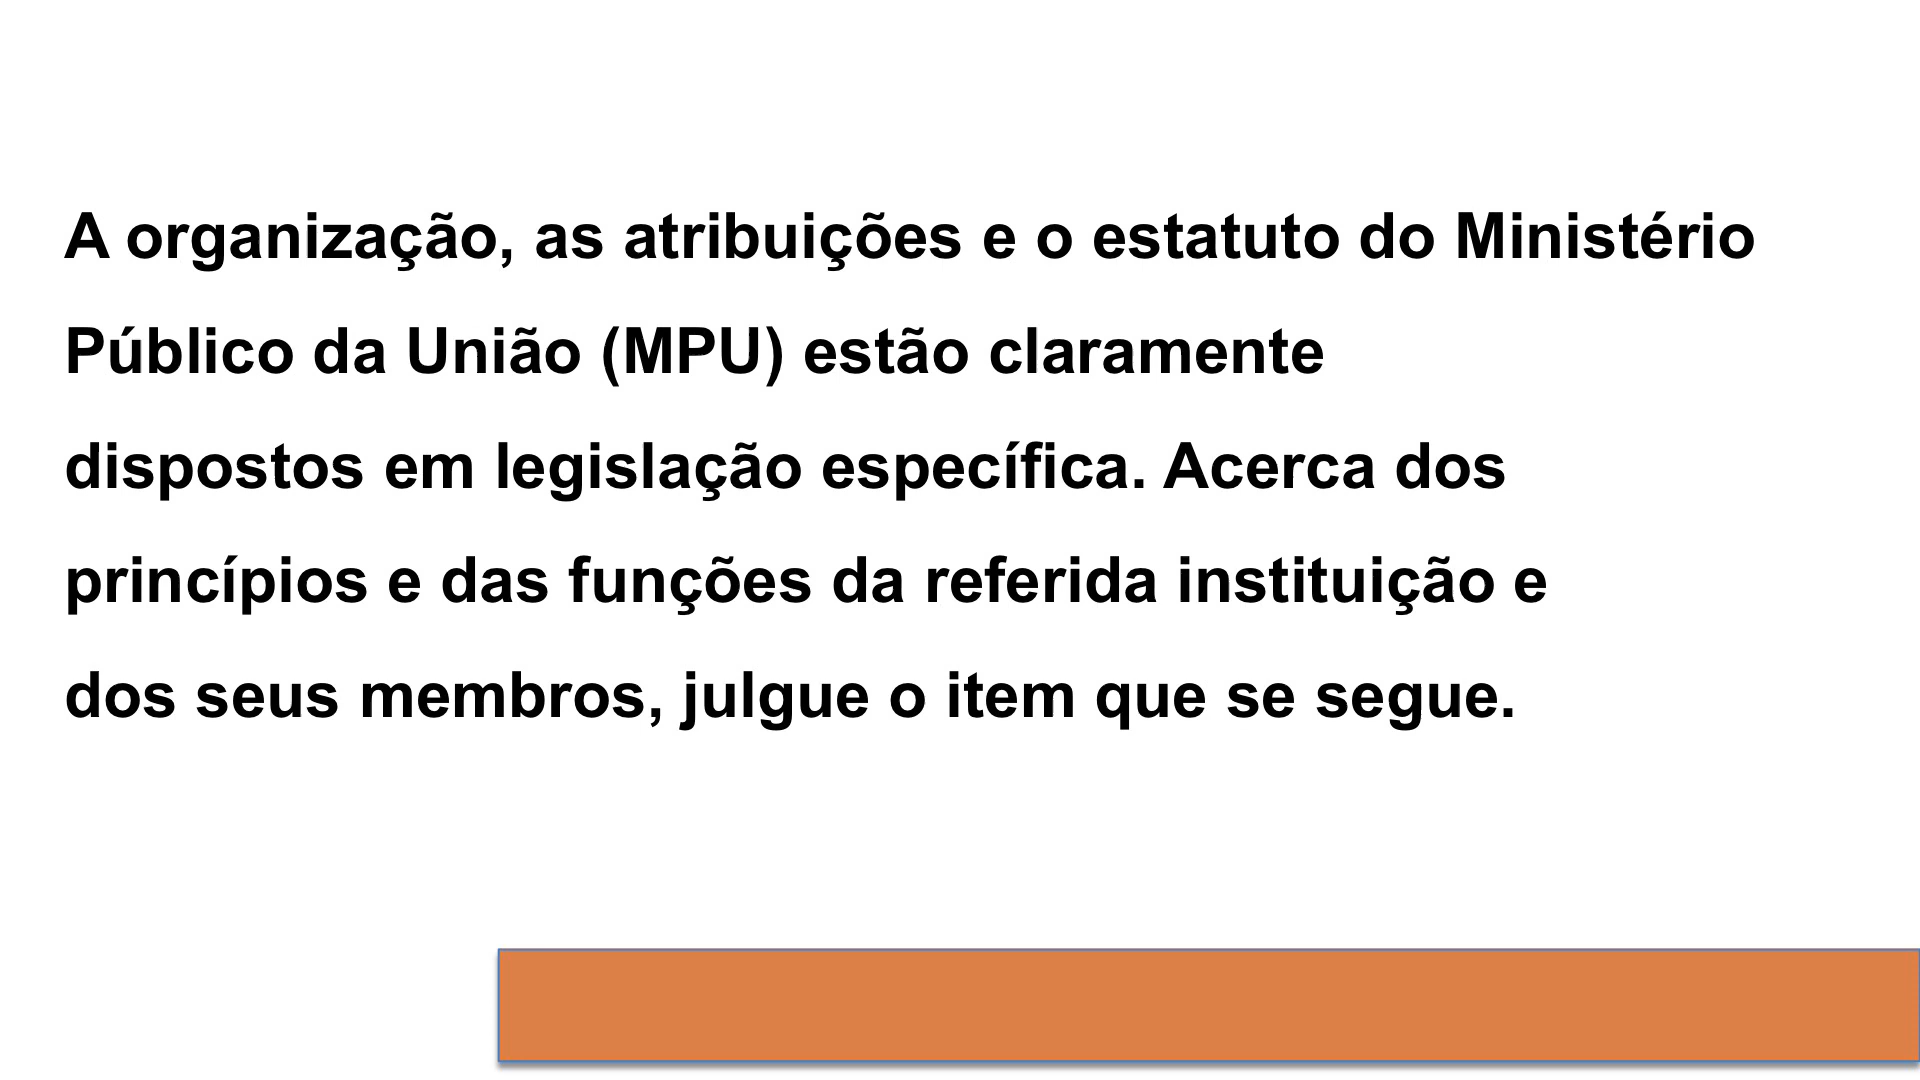 A organização, as atribuições e o estatuto do Ministério
Público da União (MPU) estão claramente
dispostos em legislação específica. Acerca dos
princípios e das funções da referida instituição e
dos seus membros, julgue o item que se segue.